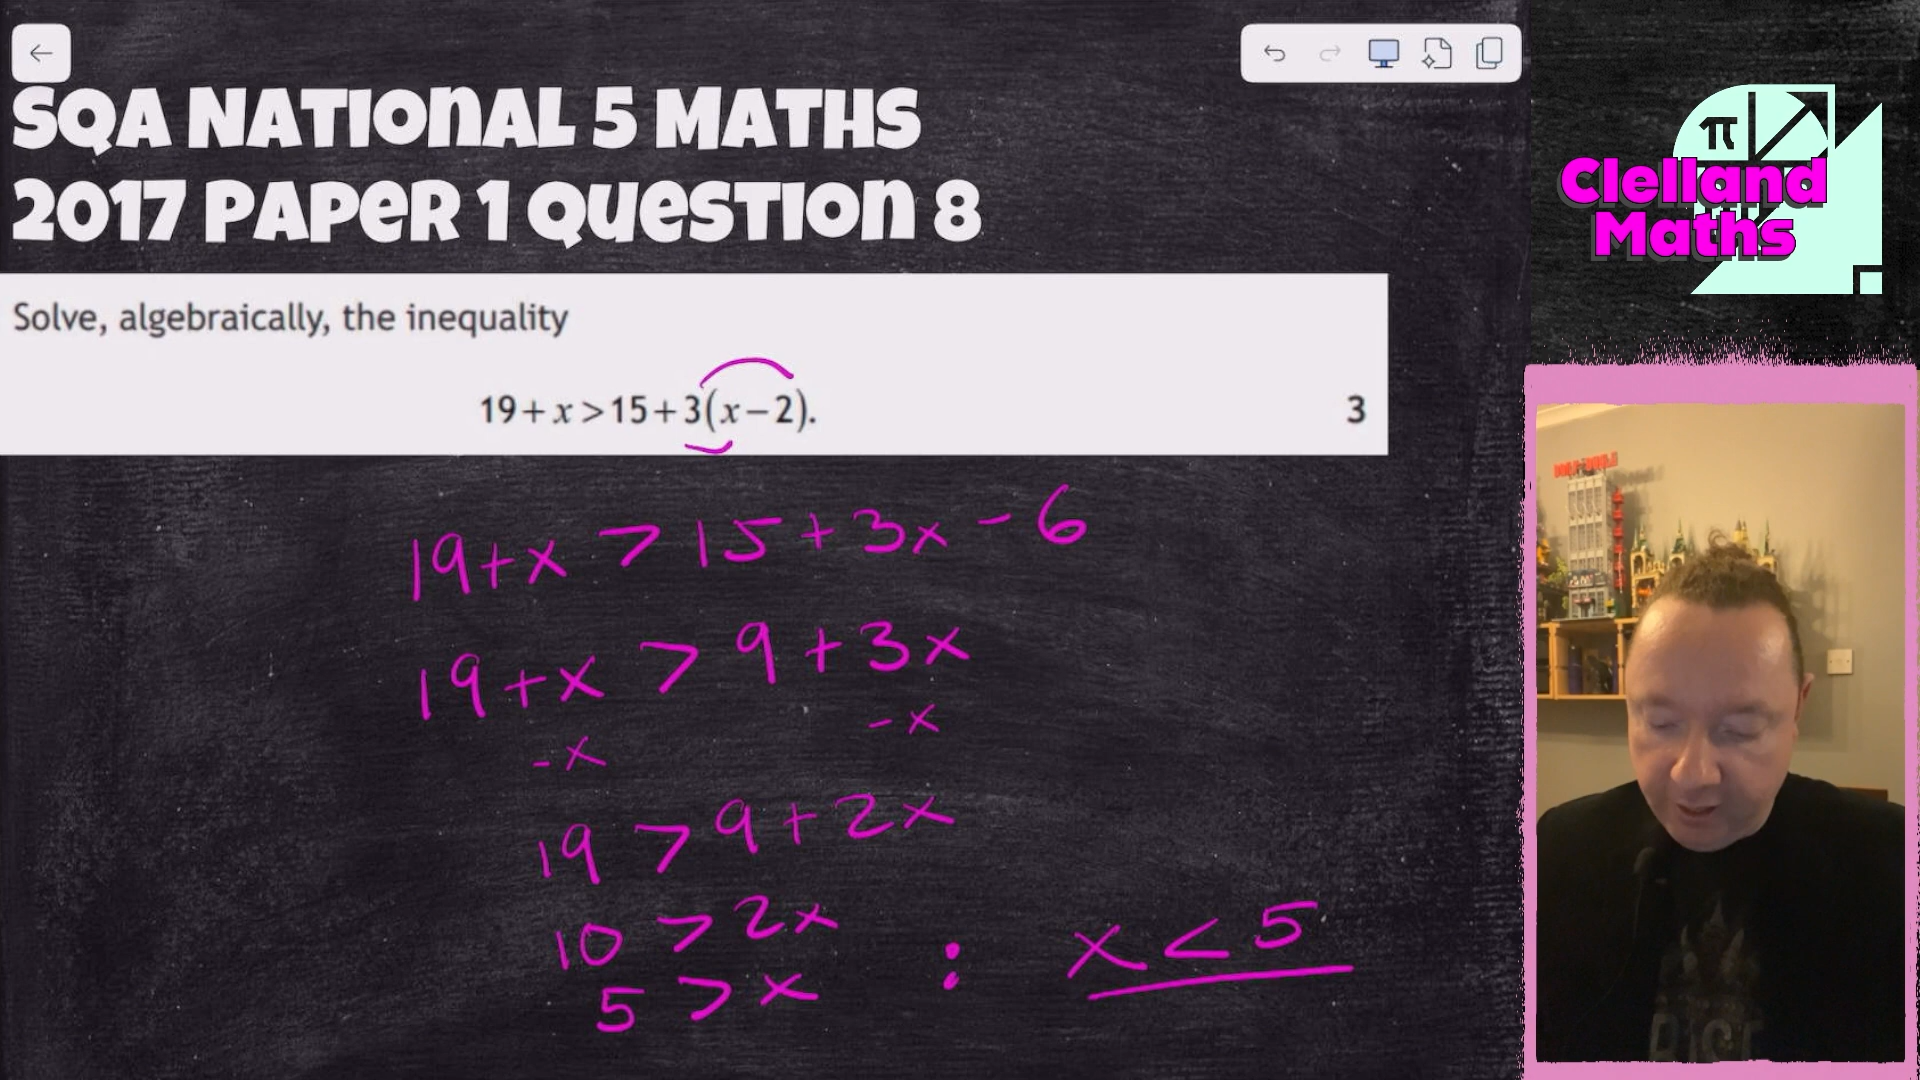 SQA NATIONAL 5 MATHS
2017 PAPER 1 QUESTION 8
π
Clelland
Maths
Solve, algebraically, the inequality
19+x>15+3(x−2).
3
19+x > 15+3x-6
19+x > 9+3x
-x -x
19 > 9+2x
10 > 2x
5 > x : x < 5